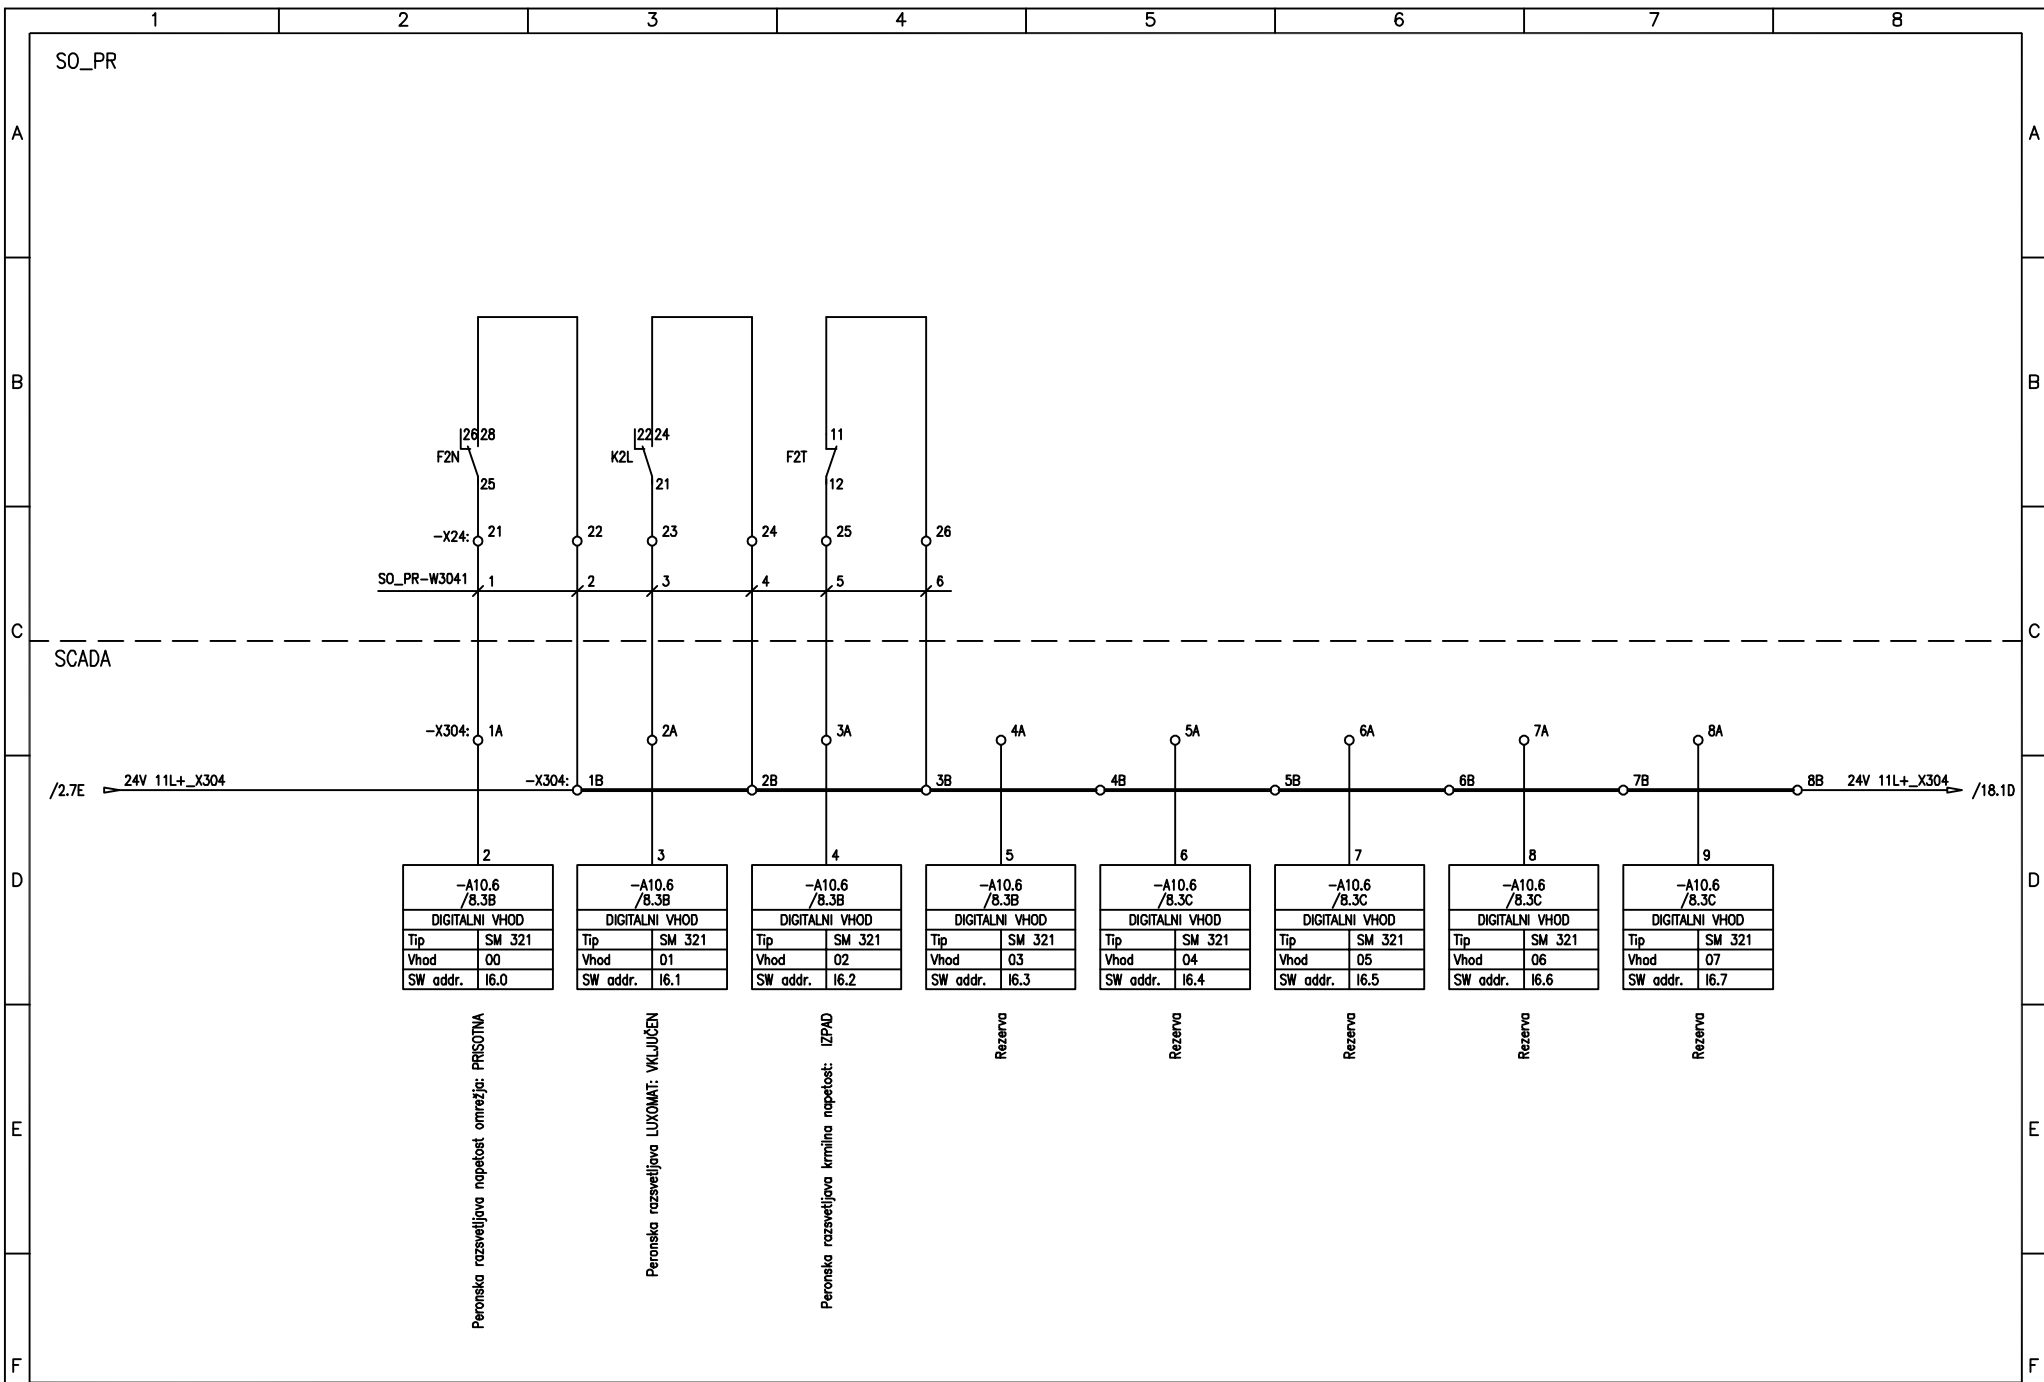 1 2 3 4 5 6 7 8
SO_PR
A A
B B
26 28 22 24 11
F2N K2L F2T
25 21 12
-X24: 21 22 23 24 25 26
SO_PR-W3041 1 2 3 4 5 6
C C
SCADA
-X304: 1A 2A 3A 4A 5A 6A 7A 8A
/2.7E 24V 11L+_X304 -X304: 1B 2B 3B 4B 5B 6B 7B 8B 24V 11L+_X304 /18.1D
2 3 4 5 6 7 8 9
D D
-A10.6 -A10.6 -A10.6 -A10.6 -A10.6 -A10.6 -A10.6 -A10.6
/8.3B /8.3B /8.3B /8.3B /8.3C /8.3C /8.3C /8.3C
DIGITALNI VHOD DIGITALNI VHOD DIGITALNI VHOD DIGITALNI VHOD DIGITALNI VHOD DIGITALNI VHOD DIGITALNI VHOD DIGITALNI VHOD
Tip SM 321 Tip SM 321 Tip SM 321 Tip SM 321 Tip SM 321 Tip SM 321 Tip SM 321 Tip SM 321
Vhod 00 Vhod 01 Vhod 02 Vhod 03 Vhod 04 Vhod 05 Vhod 06 Vhod 07
SW addr. I6.0 SW addr. I6.1 SW addr. I6.2 SW addr. I6.3 SW addr. I6.4 SW addr. I6.5 SW addr. I6.6 SW addr. I6.7
Peronska razsvetljava napetost omrežja: PRISOTNA
Peronska razsvetljava LUXOMAT: VKLJUČEN
Peronska razsvetljava krmilna napetost: IZPAD
Rezerva
Rezerva
Rezerva
Rezerva
Rezerva
E E
F F